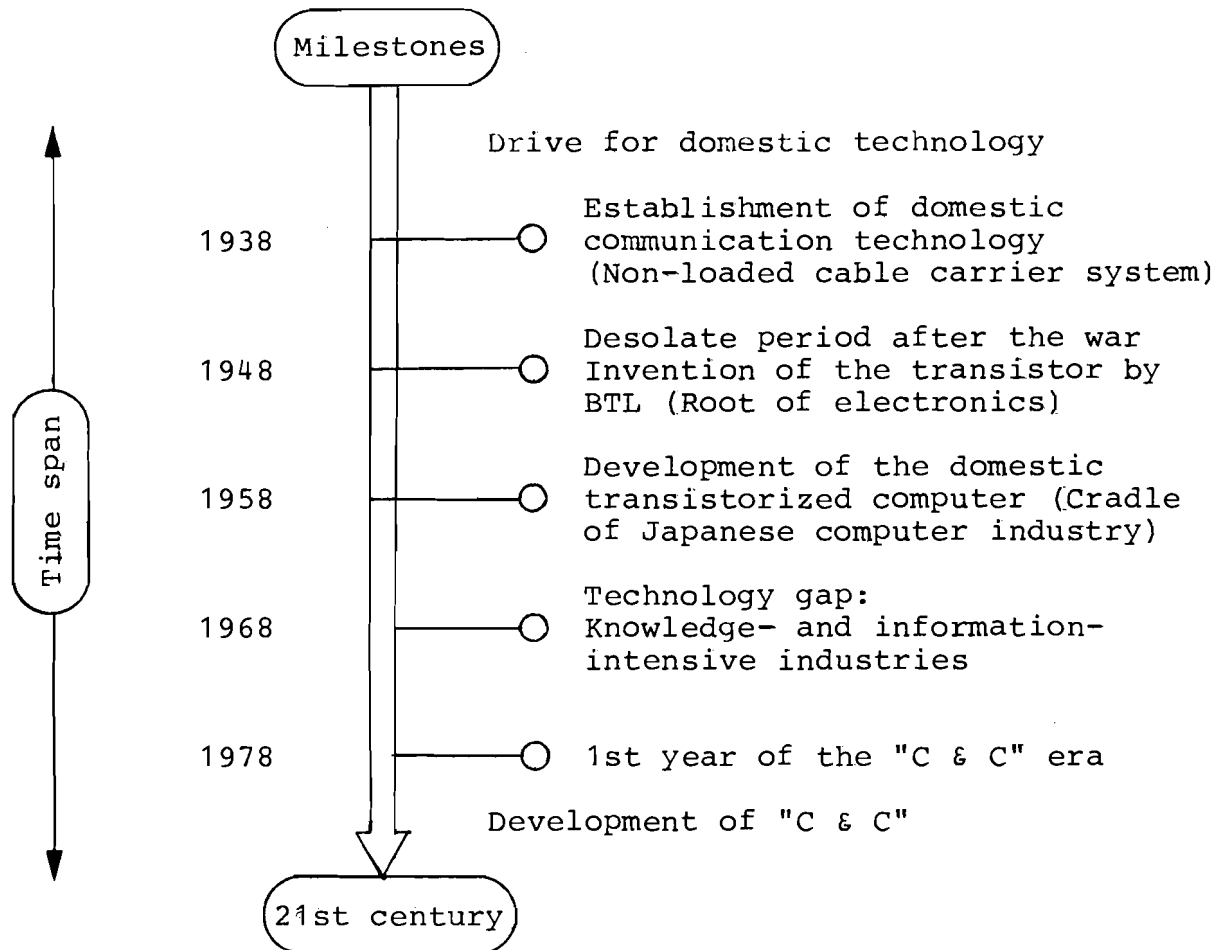 Milestones
Drive for domestic technology
1938
Establishment of domestic
communication technology
(Non-loaded cable carrier system)
1948
Desolate period after the war
Invention of the transistor by
BTL (Root of electronics)
1958
Development of the domestic
transistorized computer (Cradle
of Japanese computer industry)
1968
Technology gap:
Knowledge- and information-
intensive industries
1978
1st year of the "C & C" era
Development of "C & C"
21st century
Time span